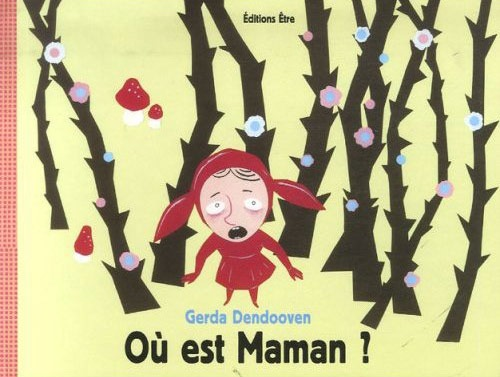 Éditions Être
Gerda Dendooven
Où est Maman ?